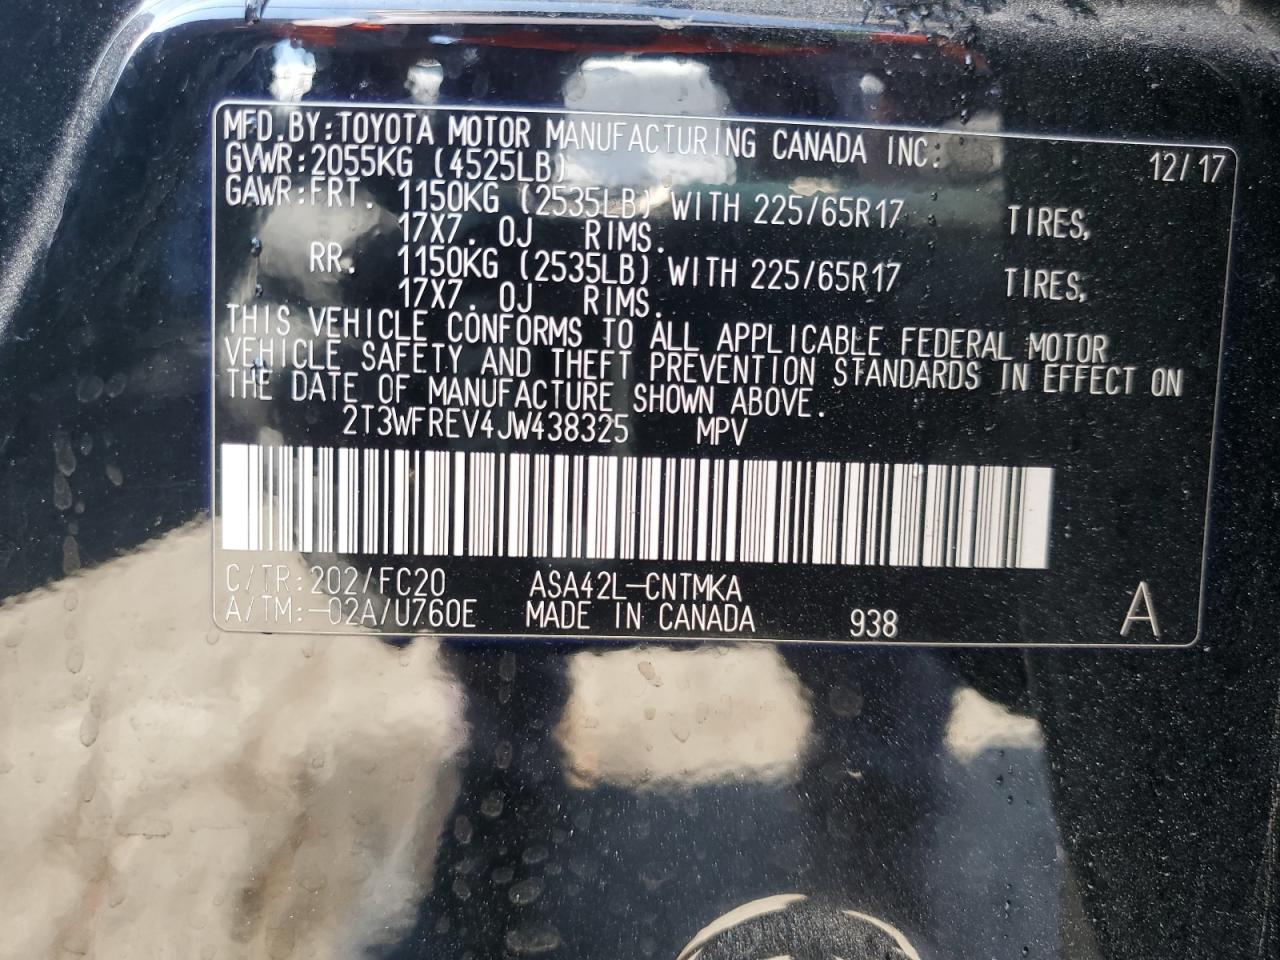 MFD.BY:TOYOTA MOTOR MANUFACTURING CANADA INC. 12/17
GVWR:2055KG (4525LB)
GAWR:FRT. 1150KG (2535LB) WITH 225/65R17 TIRES,
17X7.0J RIMS.
RR. 1150KG (2535LB) WITH 225/65R17 TIRES,
17X7.0J RIMS.
THIS VEHICLE CONFORMS TO ALL APPLICABLE FEDERAL MOTOR
VEHICLE SAFETY AND THEFT PREVENTION STANDARDS IN EFFECT ON
THE DATE OF MANUFACTURE SHOWN ABOVE.
2T3WFREV4JW438325 MPV
C/TR:202/FC20 ASA42L-CNTMKA
A/TM:-02A/U760E MADE IN CANADA 938 A